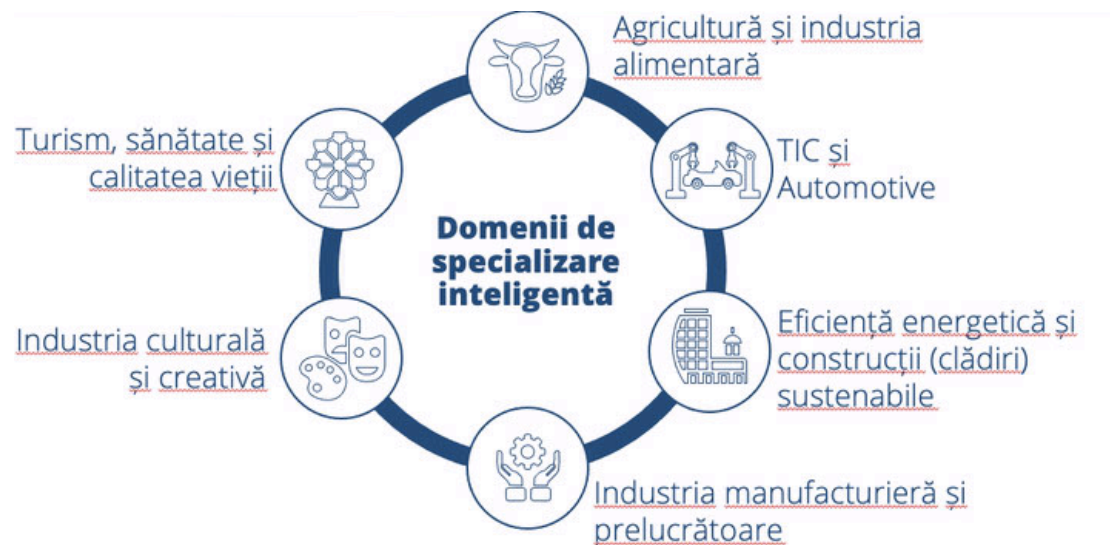 Agricultură și industria
alimentară
TIC și
Automotive
Eficiență energetică și
construcții (clădiri)
sustenabile
Industria manufacturieră și
prelucrătoare
Industria culturală
și creativă
Turism, sănătate și
calitatea vieții
Domenii de
specializare
inteligentă